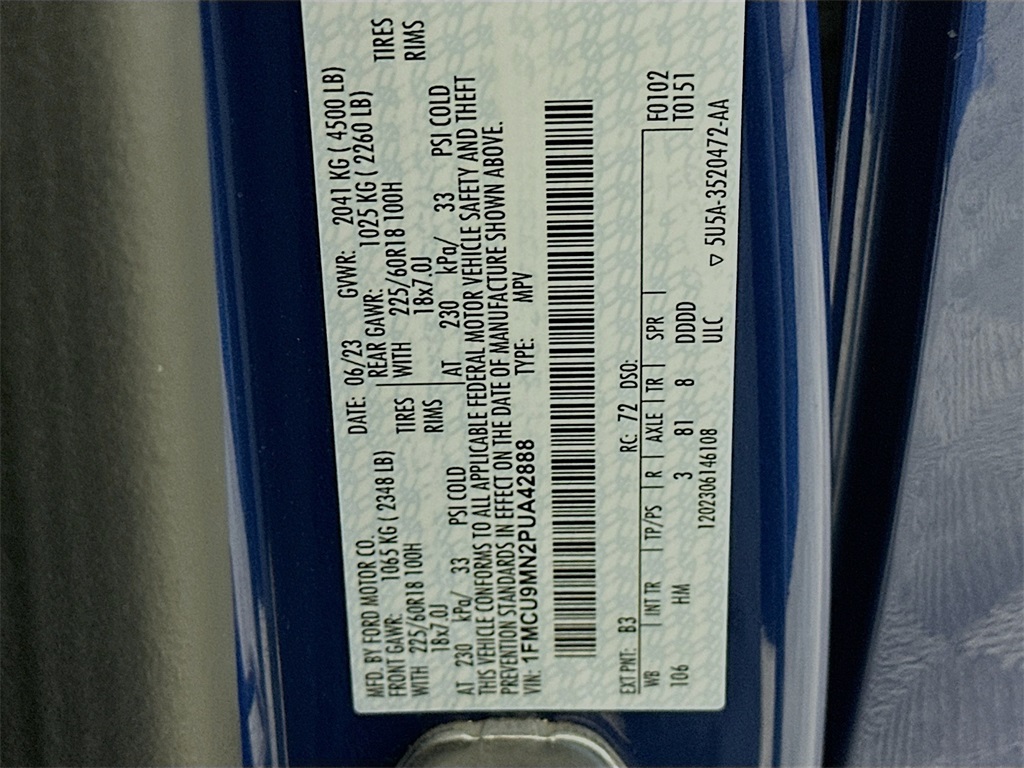 MFD. BY FORD MOTOR CO. DATE: 06/23 GVWR: 2041 KG ( 4500 LB)
FRONT GAWR: 1065 KG ( 2348 LB) REAR GAWR: 1025 KG ( 2260 LB)
WITH 225/60R18 100H TIRES WITH 225/60R18 100H TIRES
18x7.0J RIMS 18x7.0J RIMS
AT 230 kPa/ 33 PSI COLD AT 230 kPa/ 33 PSI COLD
THIS VEHICLE CONFORMS TO ALL APPLICABLE FEDERAL MOTOR VEHICLE SAFETY AND THEFT
PREVENTION STANDARDS IN EFFECT ON THE DATE OF MANUFACTURE SHOWN ABOVE.
VIN: 1FMCU9MN2PUA42888 TYPE: MPV
EXT PNT: B3 RC: 72 DSO: F0102
WB INT TR TP/PS R AXLE TR SPR T0151
106 HM 3 81 8 DDDD
1202306146108 ULC ▽ 5U5A-3520472-AA